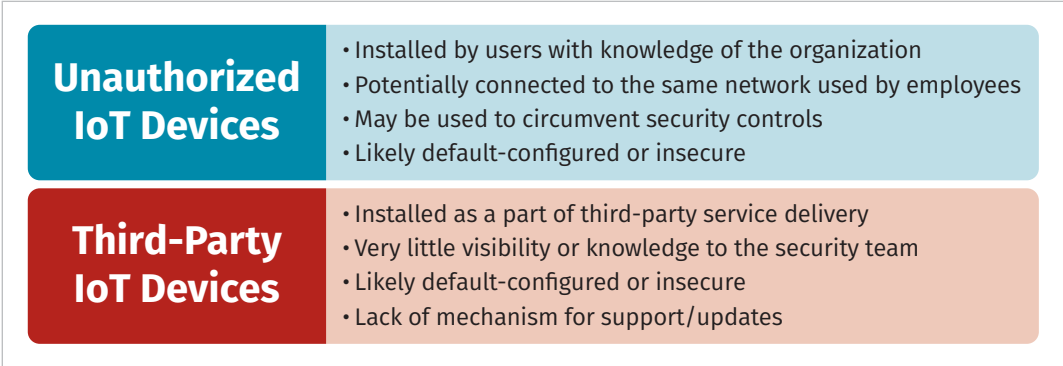 Unauthorized
IoT Devices
• Installed by users with knowledge of the organization
• Potentially connected to the same network used by employees
• May be used to circumvent security controls
• Likely default-configured or insecure
Third-Party
IoT Devices
• Installed as a part of third-party service delivery
• Very little visibility or knowledge to the security team
• Likely default-configured or insecure
• Lack of mechanism for support/updates